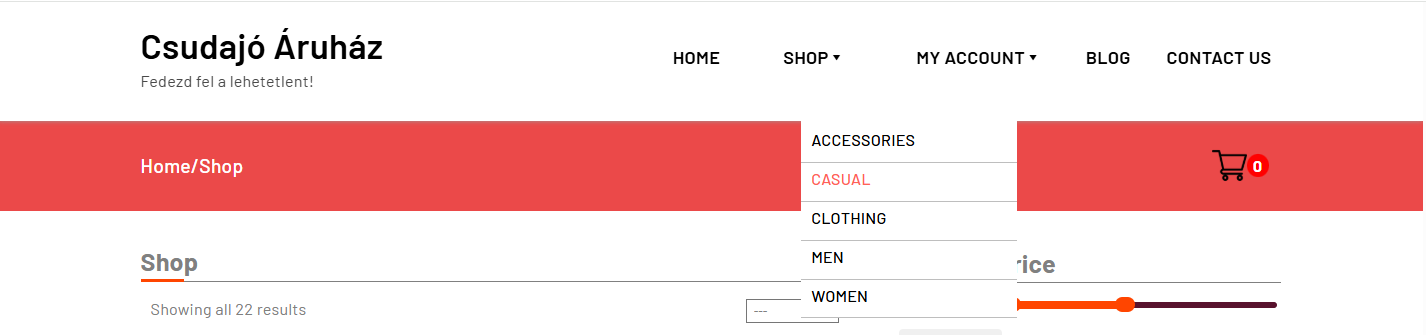 Csudajó Áruház
Fedezd fel a lehetetlent!
HOME SHOP MY ACCOUNT BLOG CONTACT US
ACCESSORIES
Home/Shop
0
CASUAL
CLOTHING
MEN
WOMEN
Shop
rice
Showing all 22 results
---